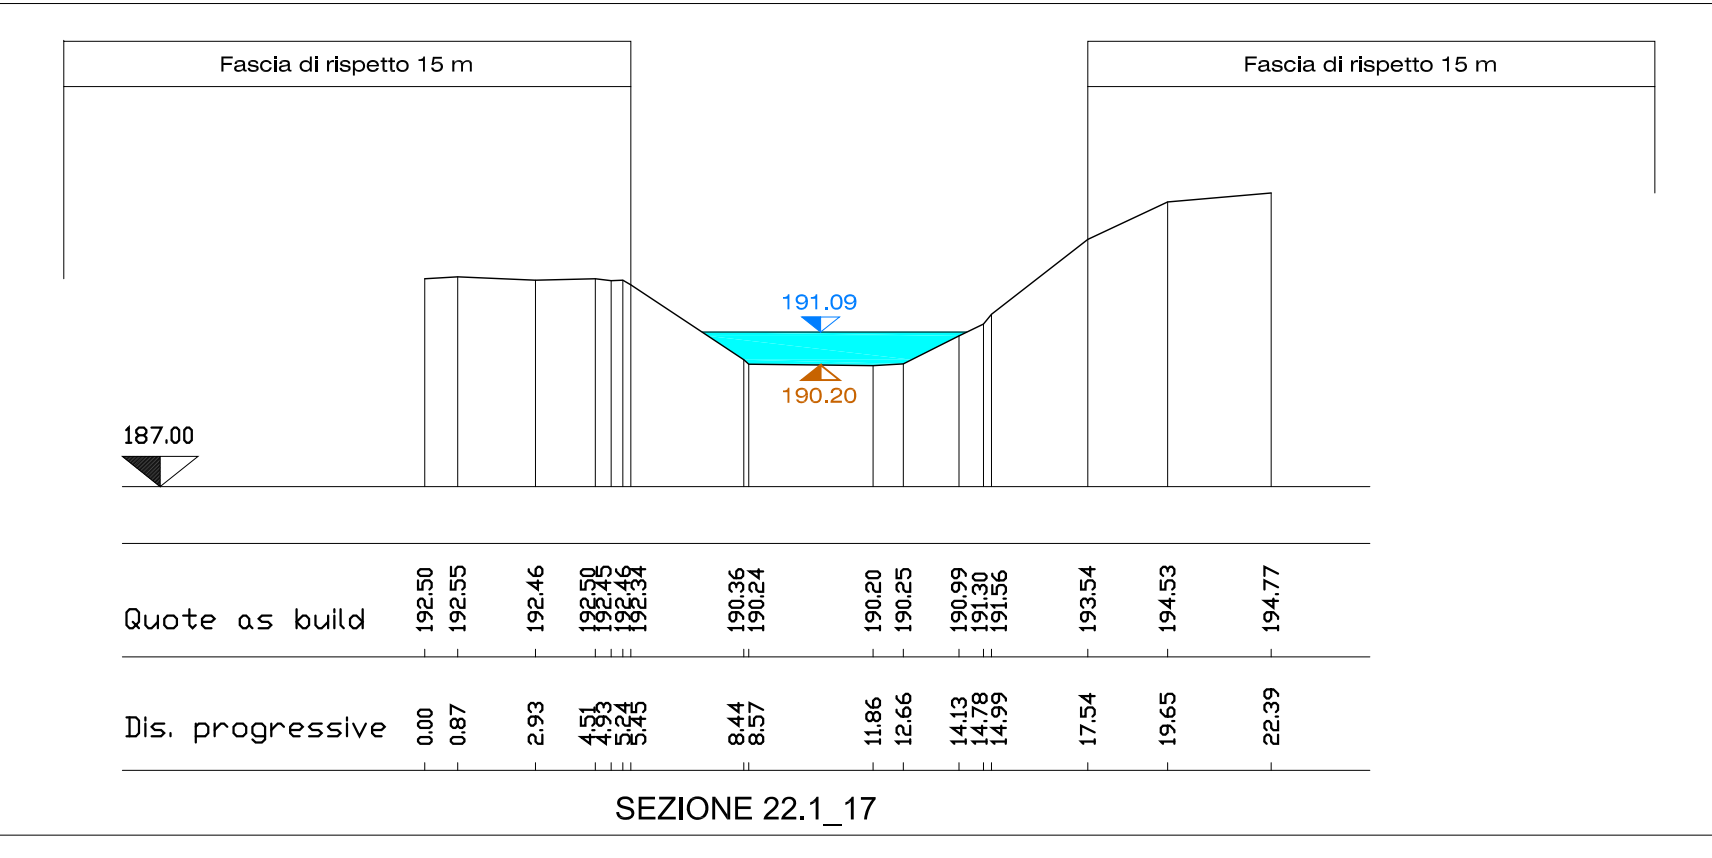 Fascia di rispetto 15 m Fascia di rispetto 15 m
191.09
190.20
187.00
Quote as build 192.50 192.55 192.46 192.50 192.45 192.46 192.34 190.36 190.24 190.20 190.25 190.99 191.30 191.56 193.54 194.53 194.77
Dis. progressive 0.00 0.87 2.93 4.51 4.93 5.24 5.45 8.44 8.57 11.86 12.66 14.13 14.78 14.99 17.54 19.65 22.39
SEZIONE 22.1_17